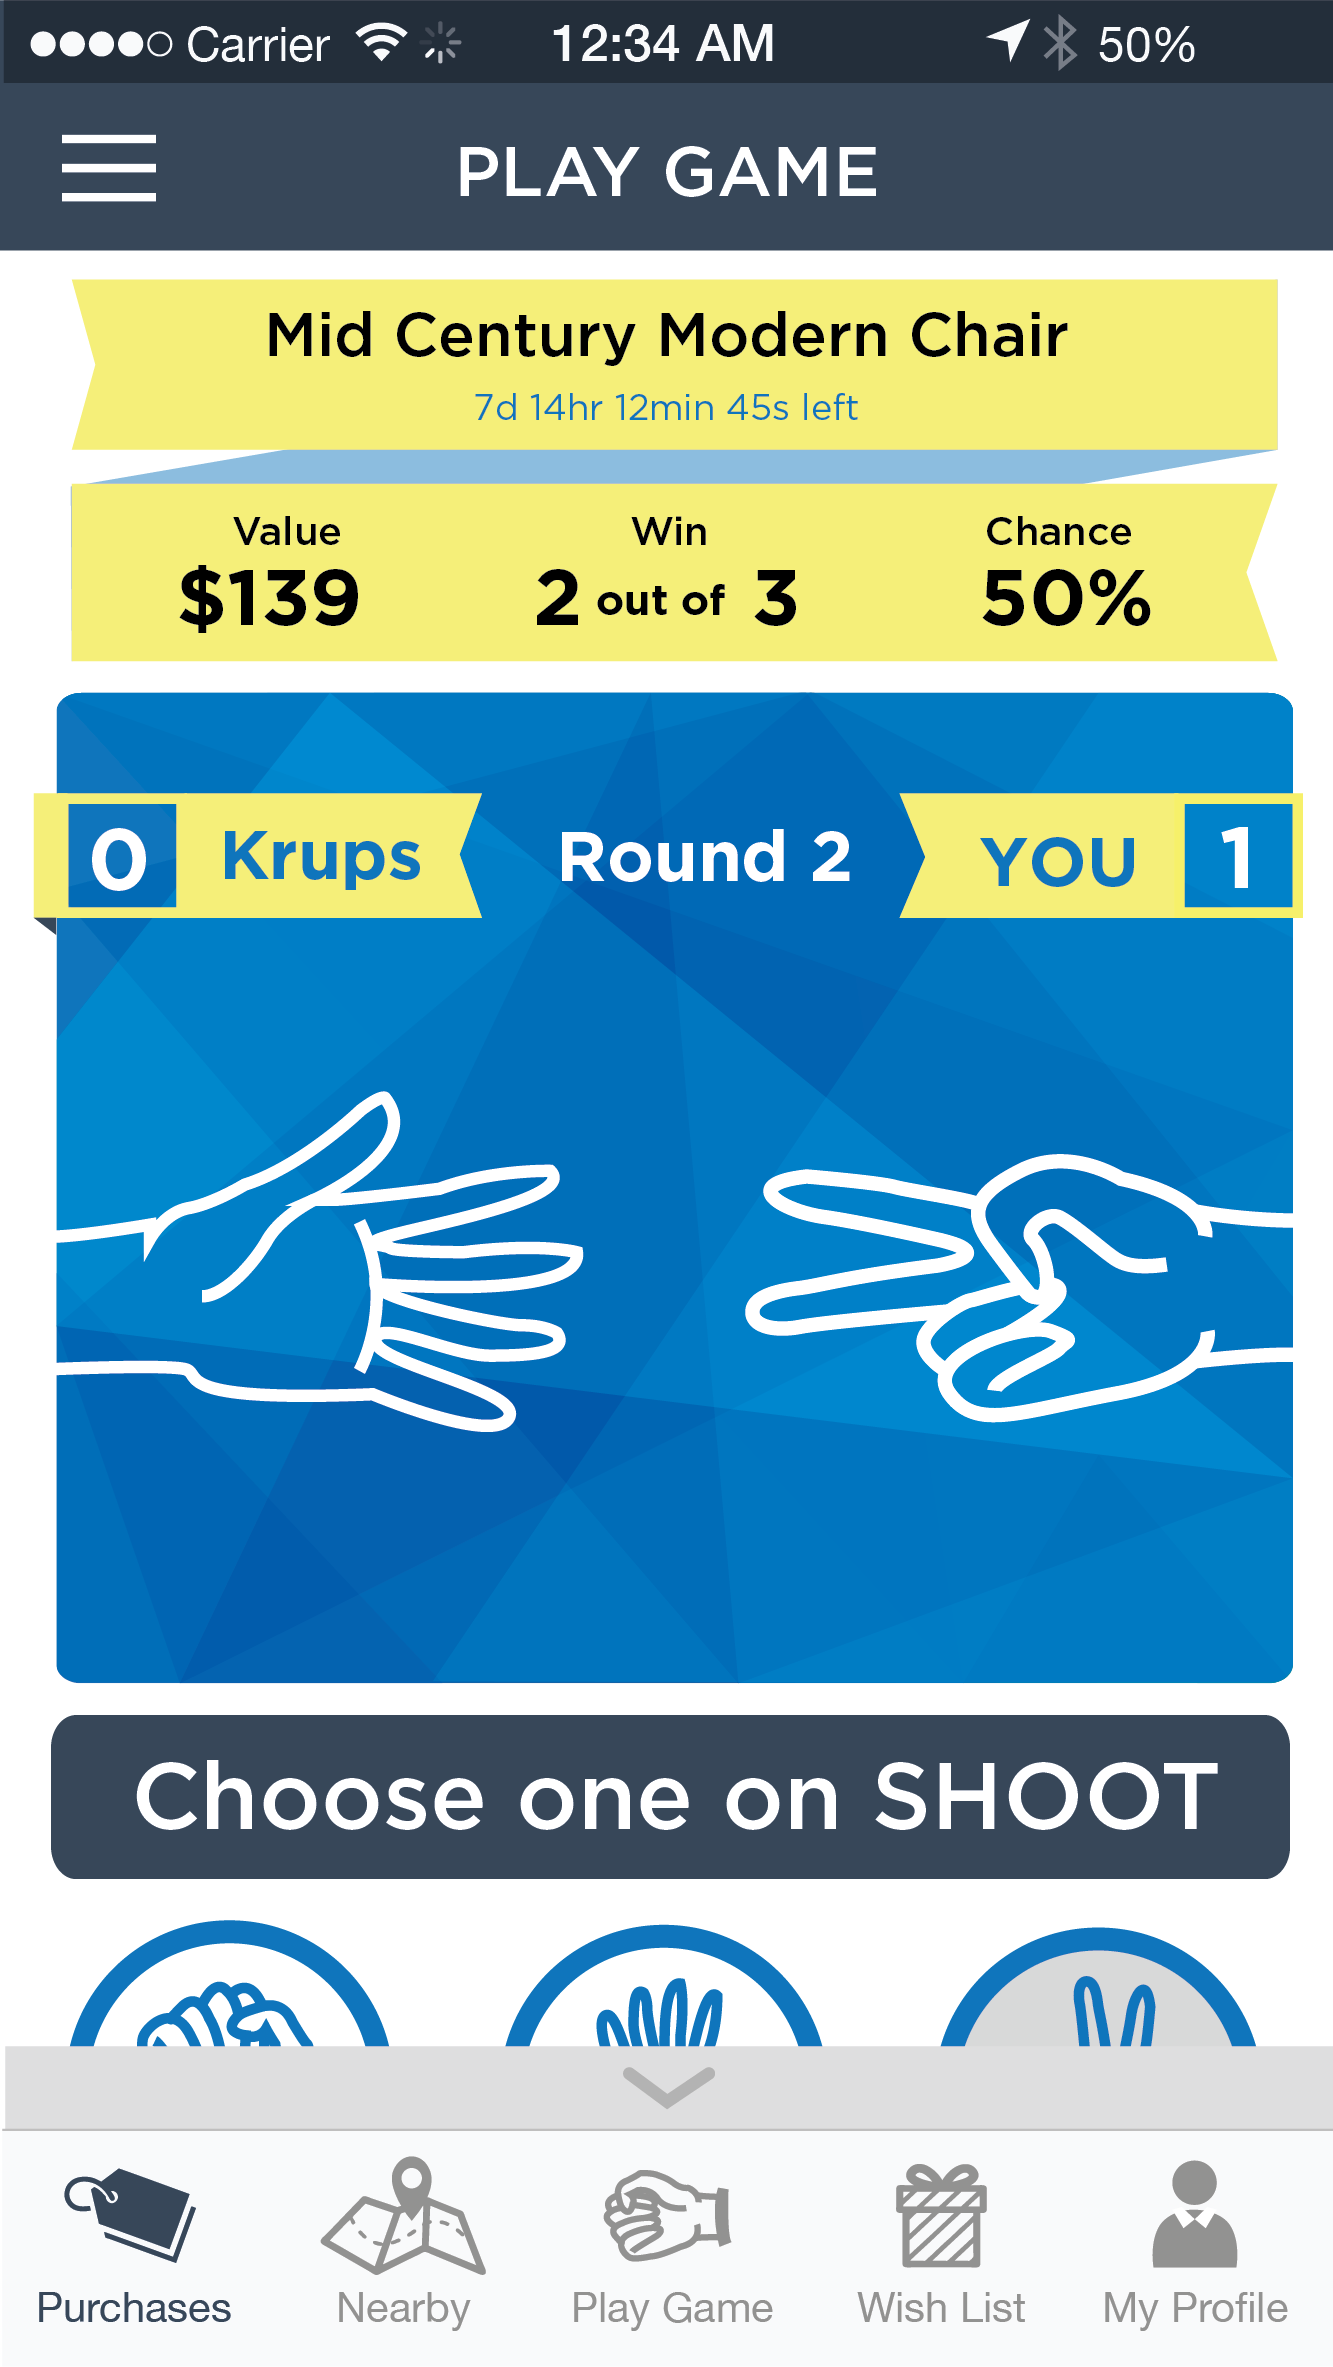 Carrier 12:34 AM 50%
PLAY GAME
Mid Century Modern Chair
7d 14hr 12min 45s left
Value Win Chance
$139 2 out of 3 50%
0 Krups Round 2 YOU 1
Choose one on SHOOT
Purchases Nearby Play Game Wish List My Profile